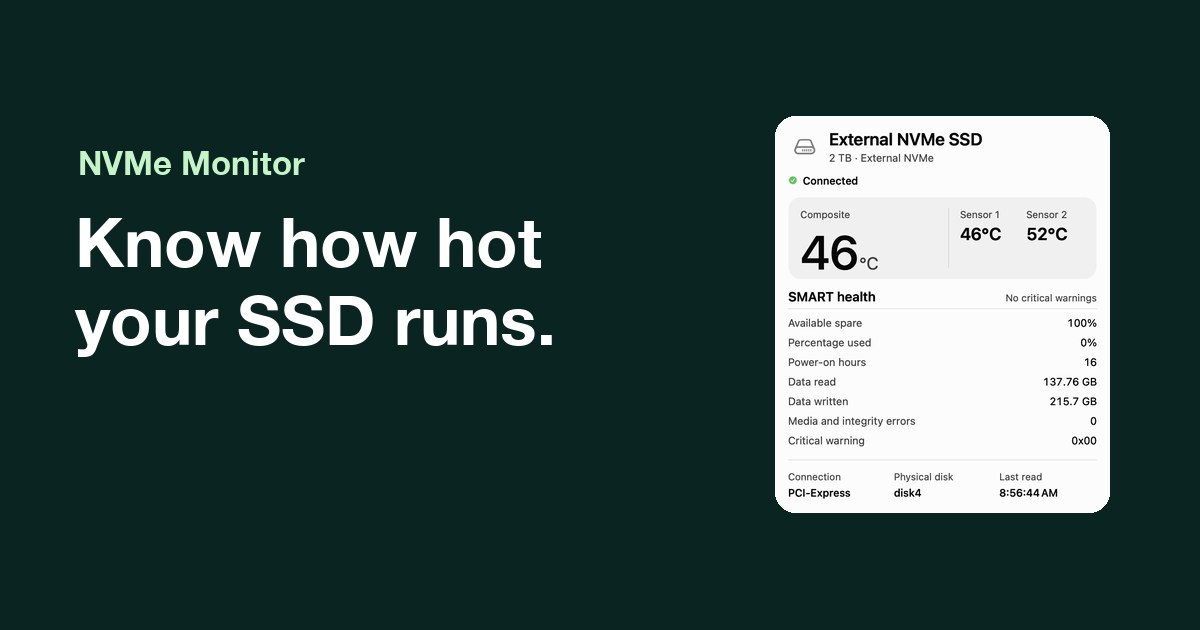 NVMe Monitor
Know how hot
your SSD runs.
External NVMe SSD
2 TB · External NVMe
Connected
Composite
46°C
Sensor 1
46°C
Sensor 2
52°C
SMART health
No critical warnings
Available spare 100%
Percentage used 0%
Power-on hours 16
Data read 137.76 GB
Data written 215.7 GB
Media and integrity errors 0
Critical warning 0x00
Connection
PCI-Express
Physical disk
disk4
Last read
8:56:44 AM